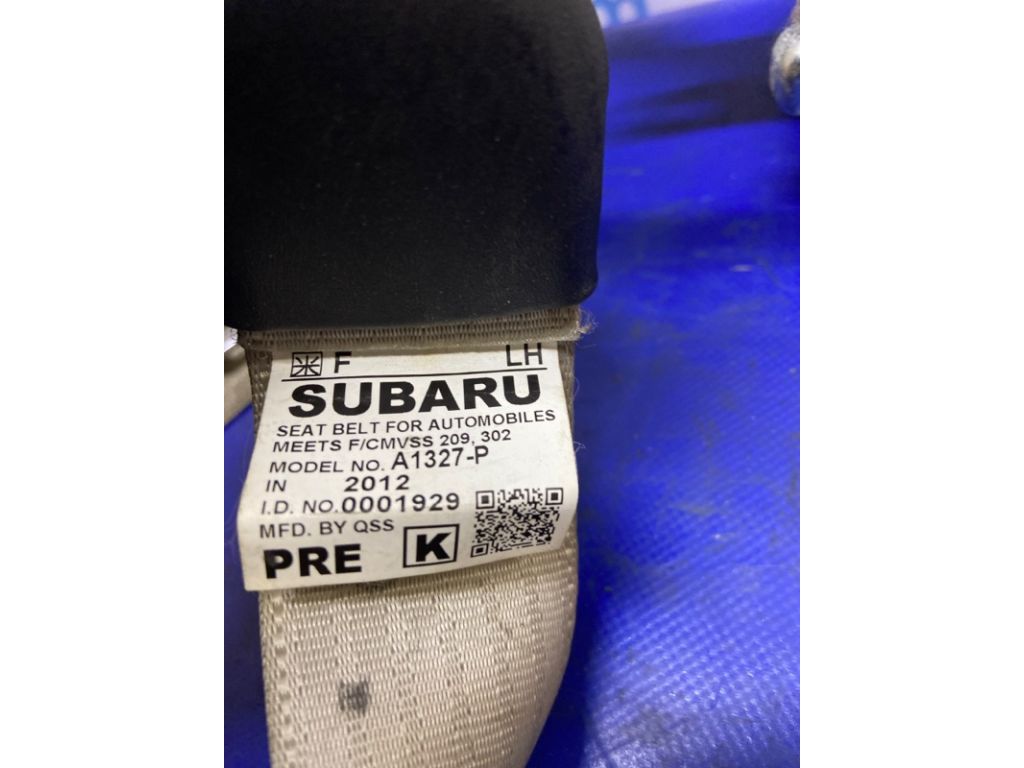 米 F LH
SUBARU
SEAT BELT FOR AUTOMOBILES
MEETS F/CMVSS 209, 302
MODEL NO. A1327-P
IN 2012
I.D. NO.0001929
MFD. BY QSS
PRE K